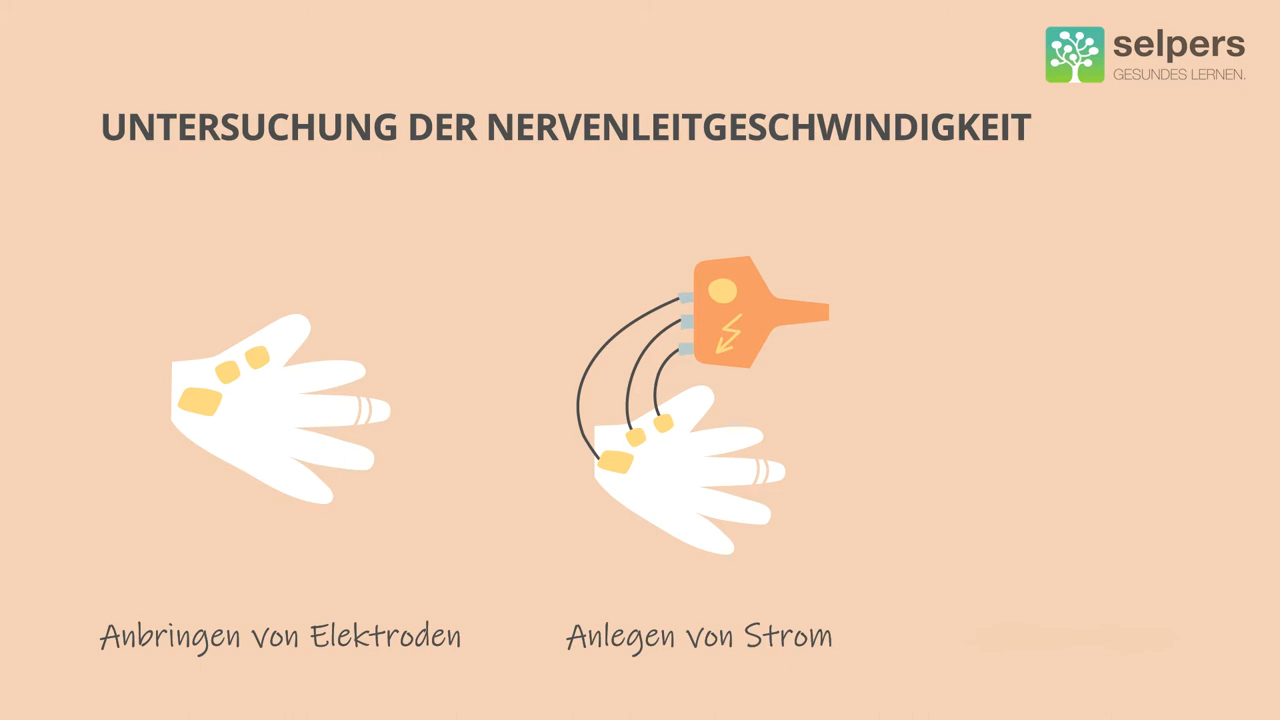 selpers
GESUNDES LERNEN.
UNTERSUCHUNG DER NERVENLEITGESCHWINDIGKEIT
Anbringen von Elektroden
Anlegen von Strom